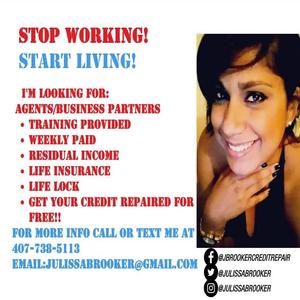 STOP WORKING!
START LIVING!
I'M LOOKING FOR:
AGENTS/BUSINESS PARTNERS
• TRAINING PROVIDED
• WEEKLY PAID
• RESIDUAL INCOME
• LIFE INSURANCE
• LIFE LOCK
• GET YOUR CREDIT REPAIRED FOR
FREE!!
FOR MORE INFO CALL OR TEXT ME AT
407-738-5113
EMAIL:JULISSABROOKER@GMAIL.COM
@JBROOKERCREDITREPAIR
@JULISSABROOKER
@JULISSABROOKER